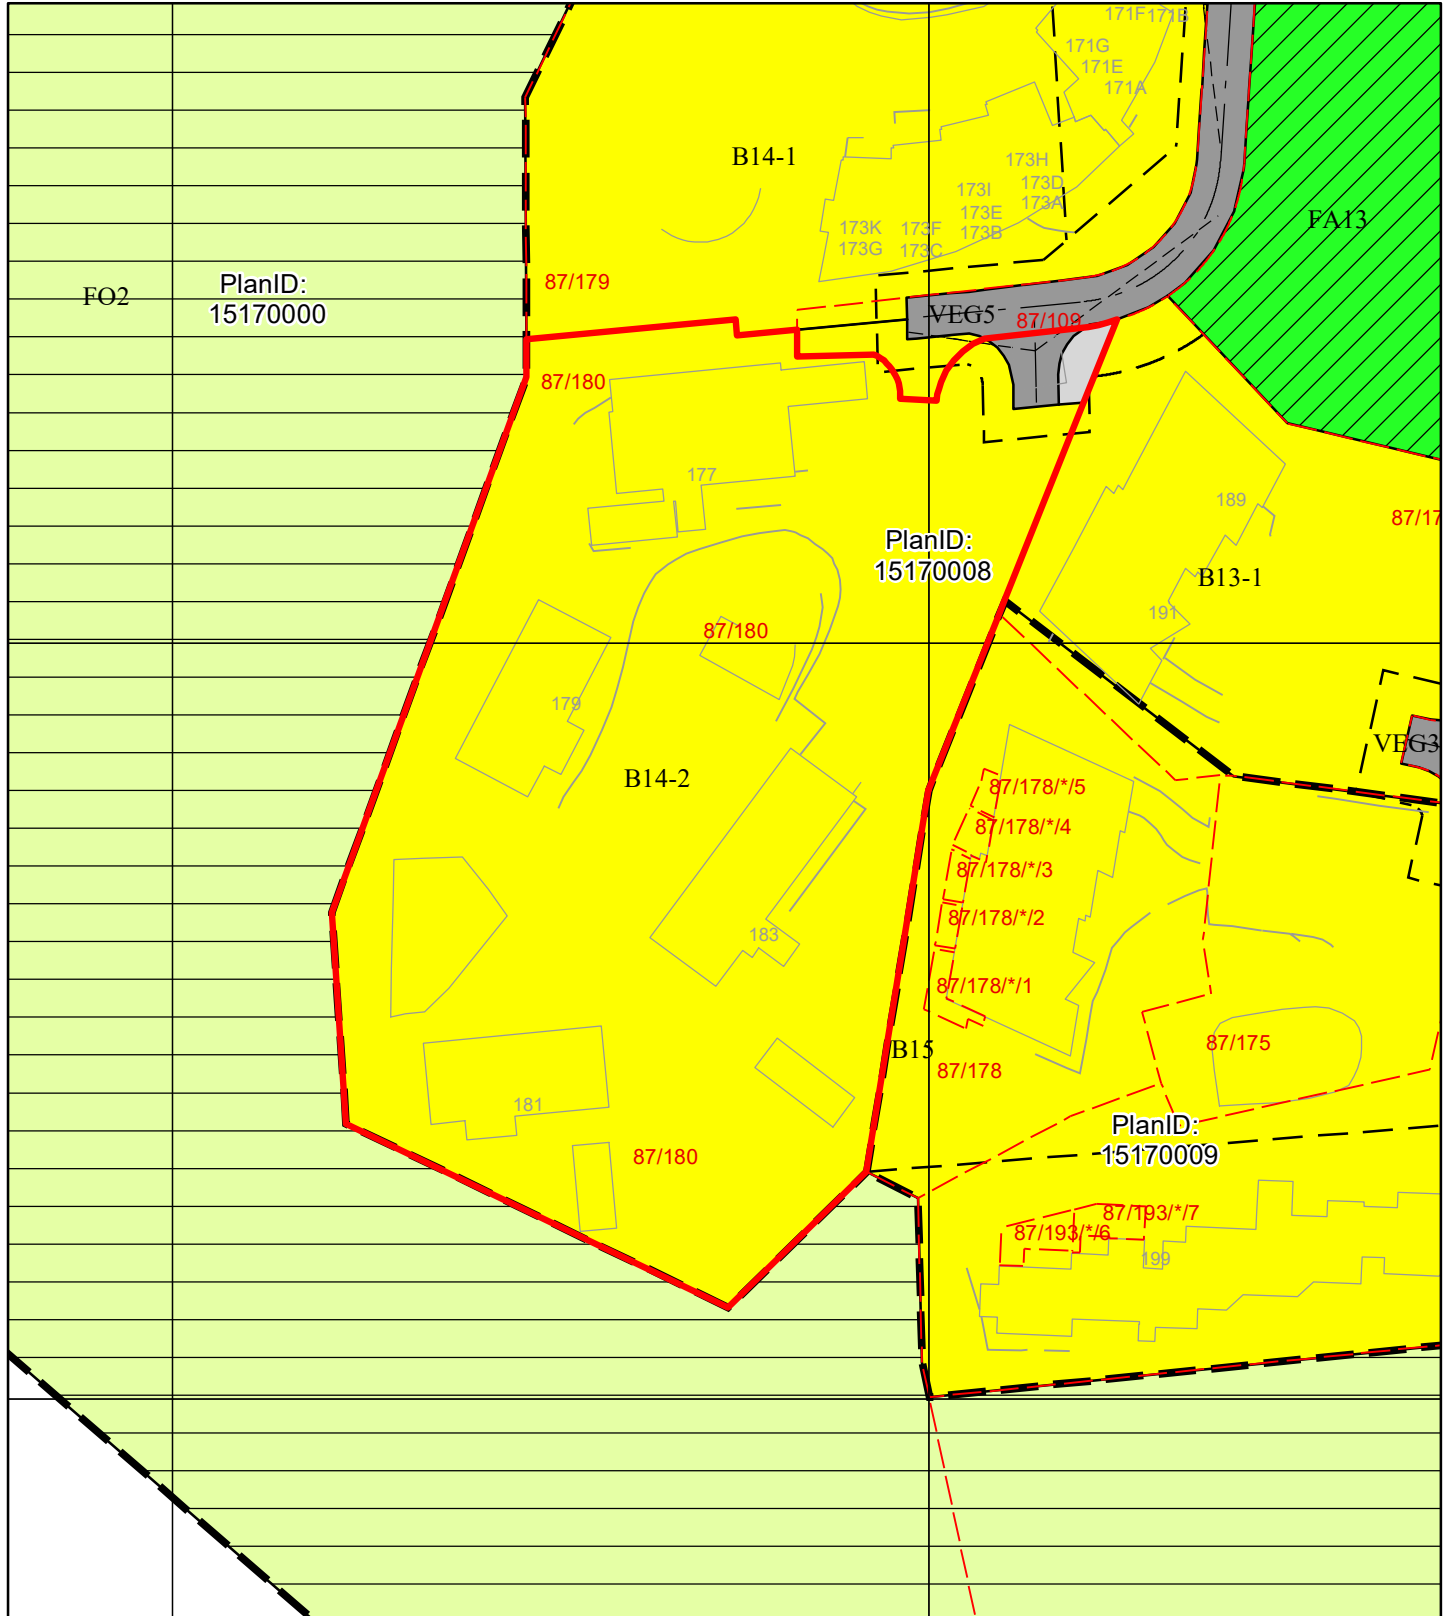 171F
171B
171G
171E
171A
B14-1
173H
173I
173D
173A
173E
173K
173F
173B
173G
173C
FA13
FO2
PlanID:
15170000
87/179
VEG5
87/109
87/180
177
189
87/17
PlanID:
15170008
B13-1
191
87/180
179
VEG3
B14-2
87/178/*/5
87/178/*/4
87/178/*/3
87/178/*/2
183
87/178/*/1
B15
87/175
87/178
181
PlanID:
15170009
87/180
87/193/*/7
87/193/*/6
199